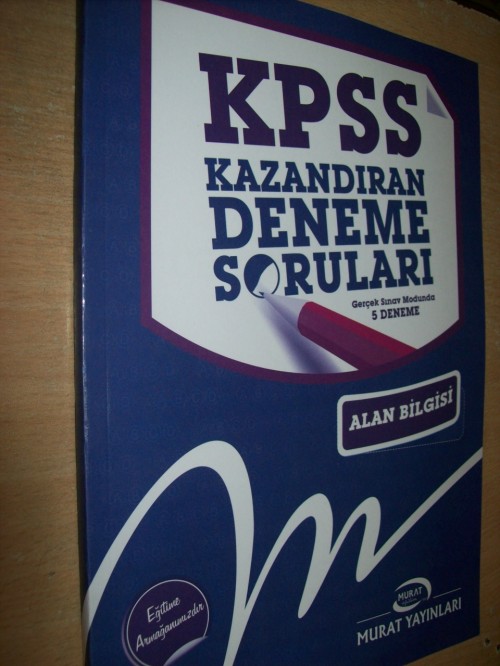 KPSS
KAZANDIRAN
DENEME
SORULARI
Gerçek Sınav Modunda
5 DENEME
ALAN BİLGİSİ
Eğitime
Armağanımızdır
MURAT
MURAT YAYINLARI